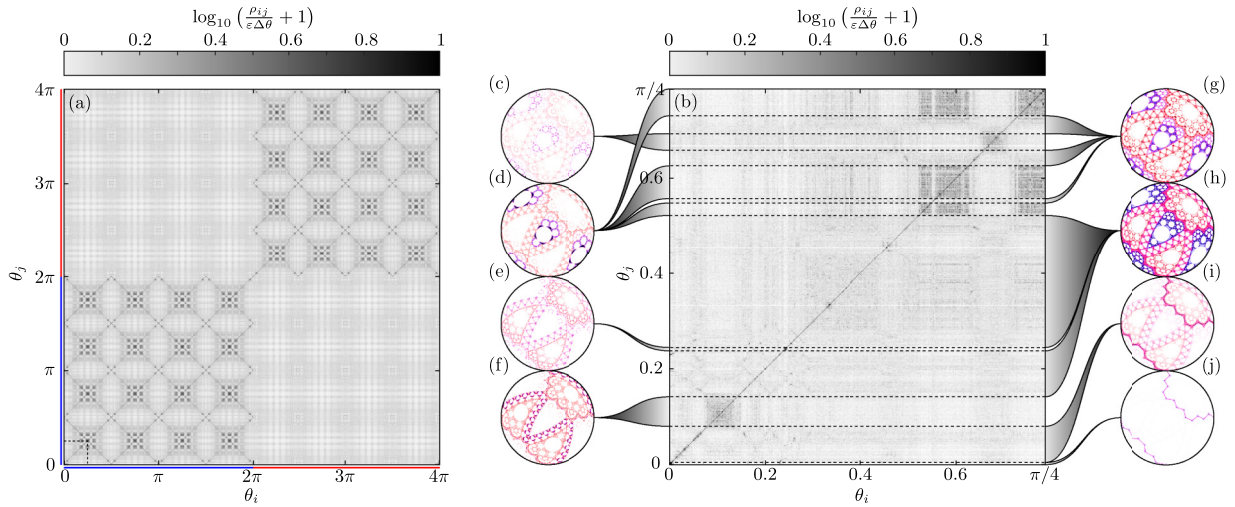 log₁₀ (ρᵢⱼ/(εΔθ) + 1)
0 0.2 0.4 0.6 0.8 1
(a)
4π
3π
2π
π
0
θⱼ
0 π 2π 3π 4π
θᵢ
(c)
(d)
(e)
(f)
log₁₀ (ρᵢⱼ/(εΔθ) + 1)
0 0.2 0.4 0.6 0.8 1
(b)
π/4
0.6
0.4
0.2
0
θⱼ
0 0.2 0.4 0.6 π/4
θᵢ
(g)
(h)
(i)
(j)